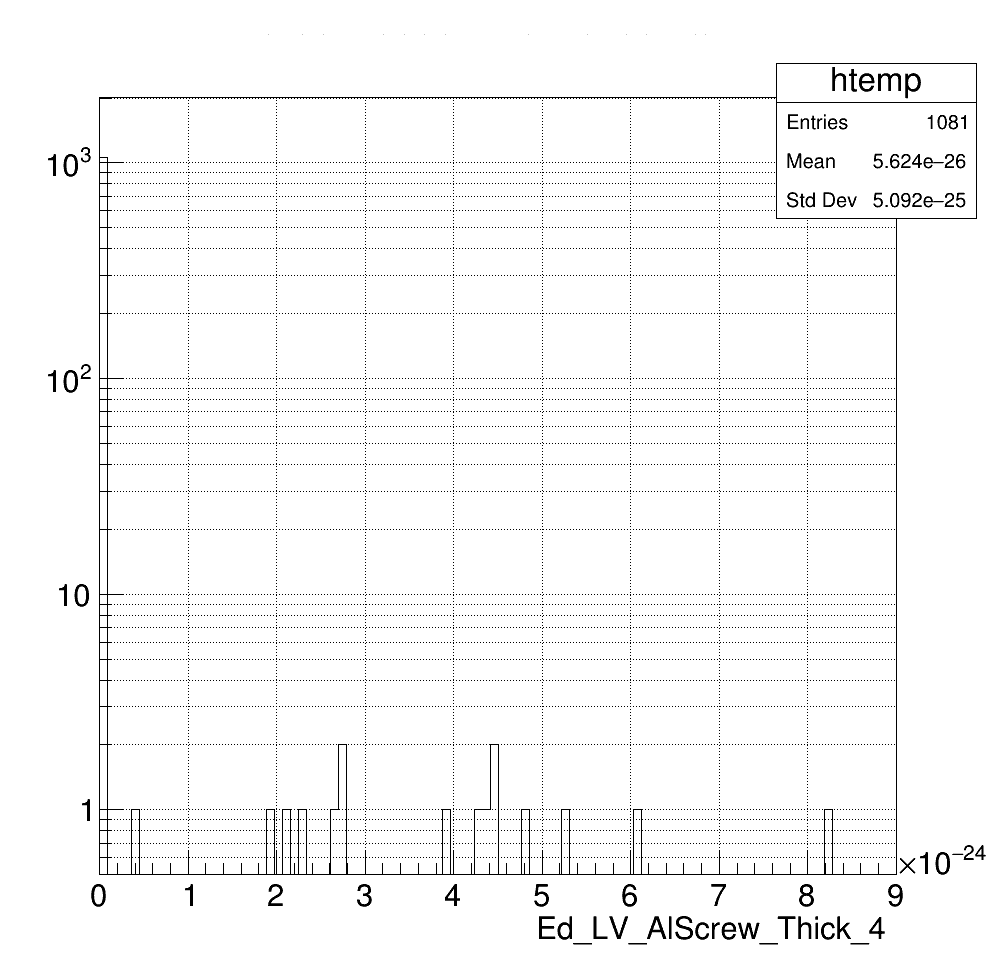 htemp
Entries 1081
Mean 5.624e−26
Std Dev 5.092e−25
10³
10²
10
1
0 1 2 3 4 5 6 7 8 9
×10⁻²⁴
Ed_LV_AlScrew_Thick_4